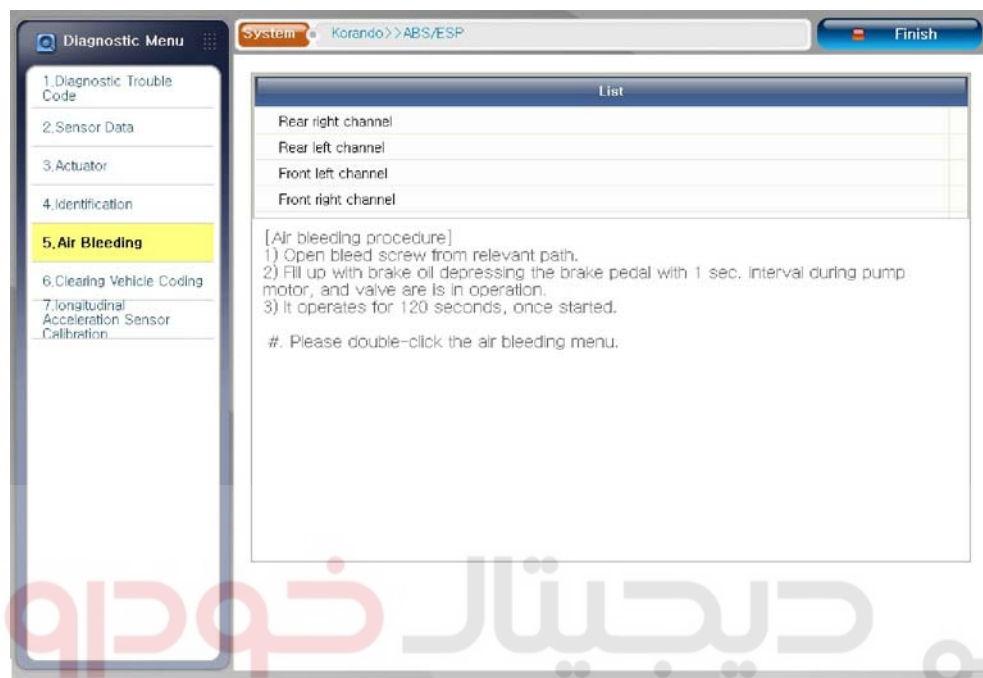 Diagnostic Menu
System
Korando>>ABS/ESP
Finish
1.Diagnostic Trouble
Code
2.Sensor Data
3.Actuator
4.Identification
5.Air Bleeding
6.Clearing Vehicle Coding
7.longitudinal
Acceleration Sensor
Calibration
List
Rear right channel
Rear left channel
Front left channel
Front right channel
[Air bleeding procedure]
1) Open bleed screw from relevant path.
2) Fill up with brake oil depressing the brake pedal with 1 sec. interval during pump
motor, and valve are is in operation.
3) It operates for 120 seconds, once started.
#. Please double-click the air bleeding menu.
دیجیتال خودرو